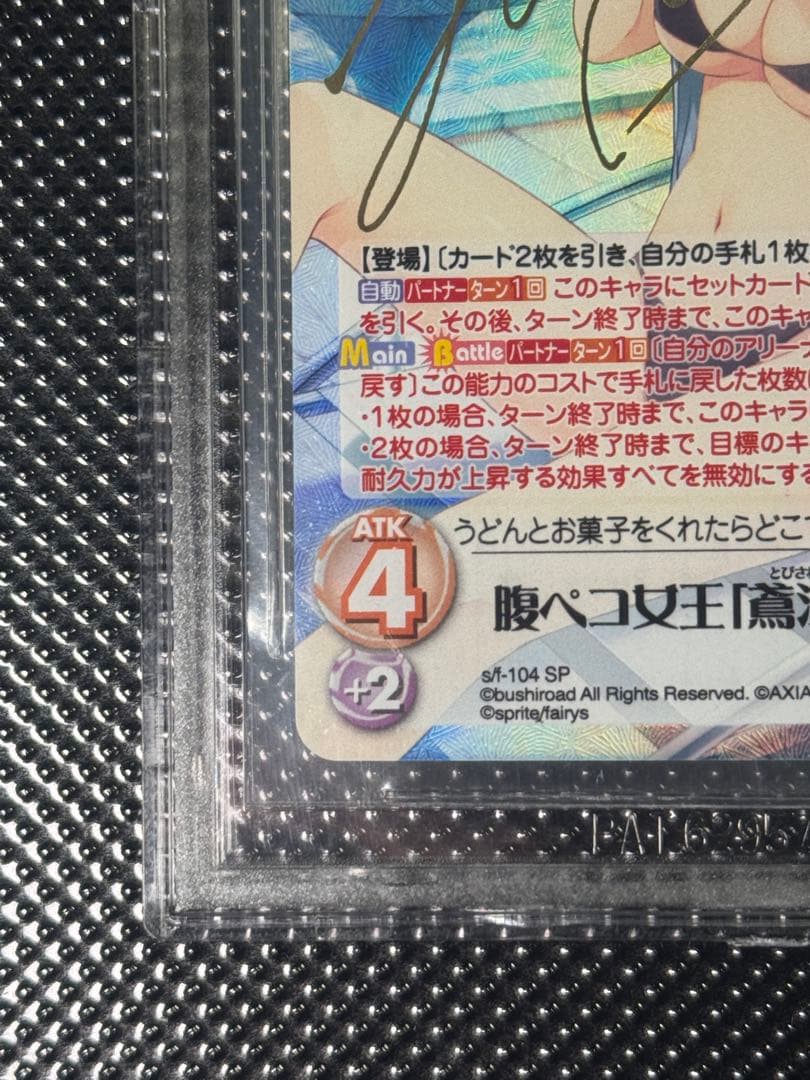 【登場】〔カード2枚を引き、自分の手札1枚
自動 パートナー ターン1回 このキャラにセットカード
を引く。その後、ターン終了時まで、このキャ
Main Battle パートナー ターン1回 〔自分のアリーナ
戻す〕この能力のコストで手札に戻した枚数
・1枚の場合、ターン終了時まで、このキャラ
・2枚の場合、ターン終了時まで、目標のキ
耐久力が上昇する効果すべてを無効にする
ATK
4
うどんとお菓子をくれたらどこ
とびさ
腹ペコ女王「鳶沢
+2
s/f-104 SP
©bushiroad All Rights Reserved. ©AXIA
©sprite/fairys
PAT.6295